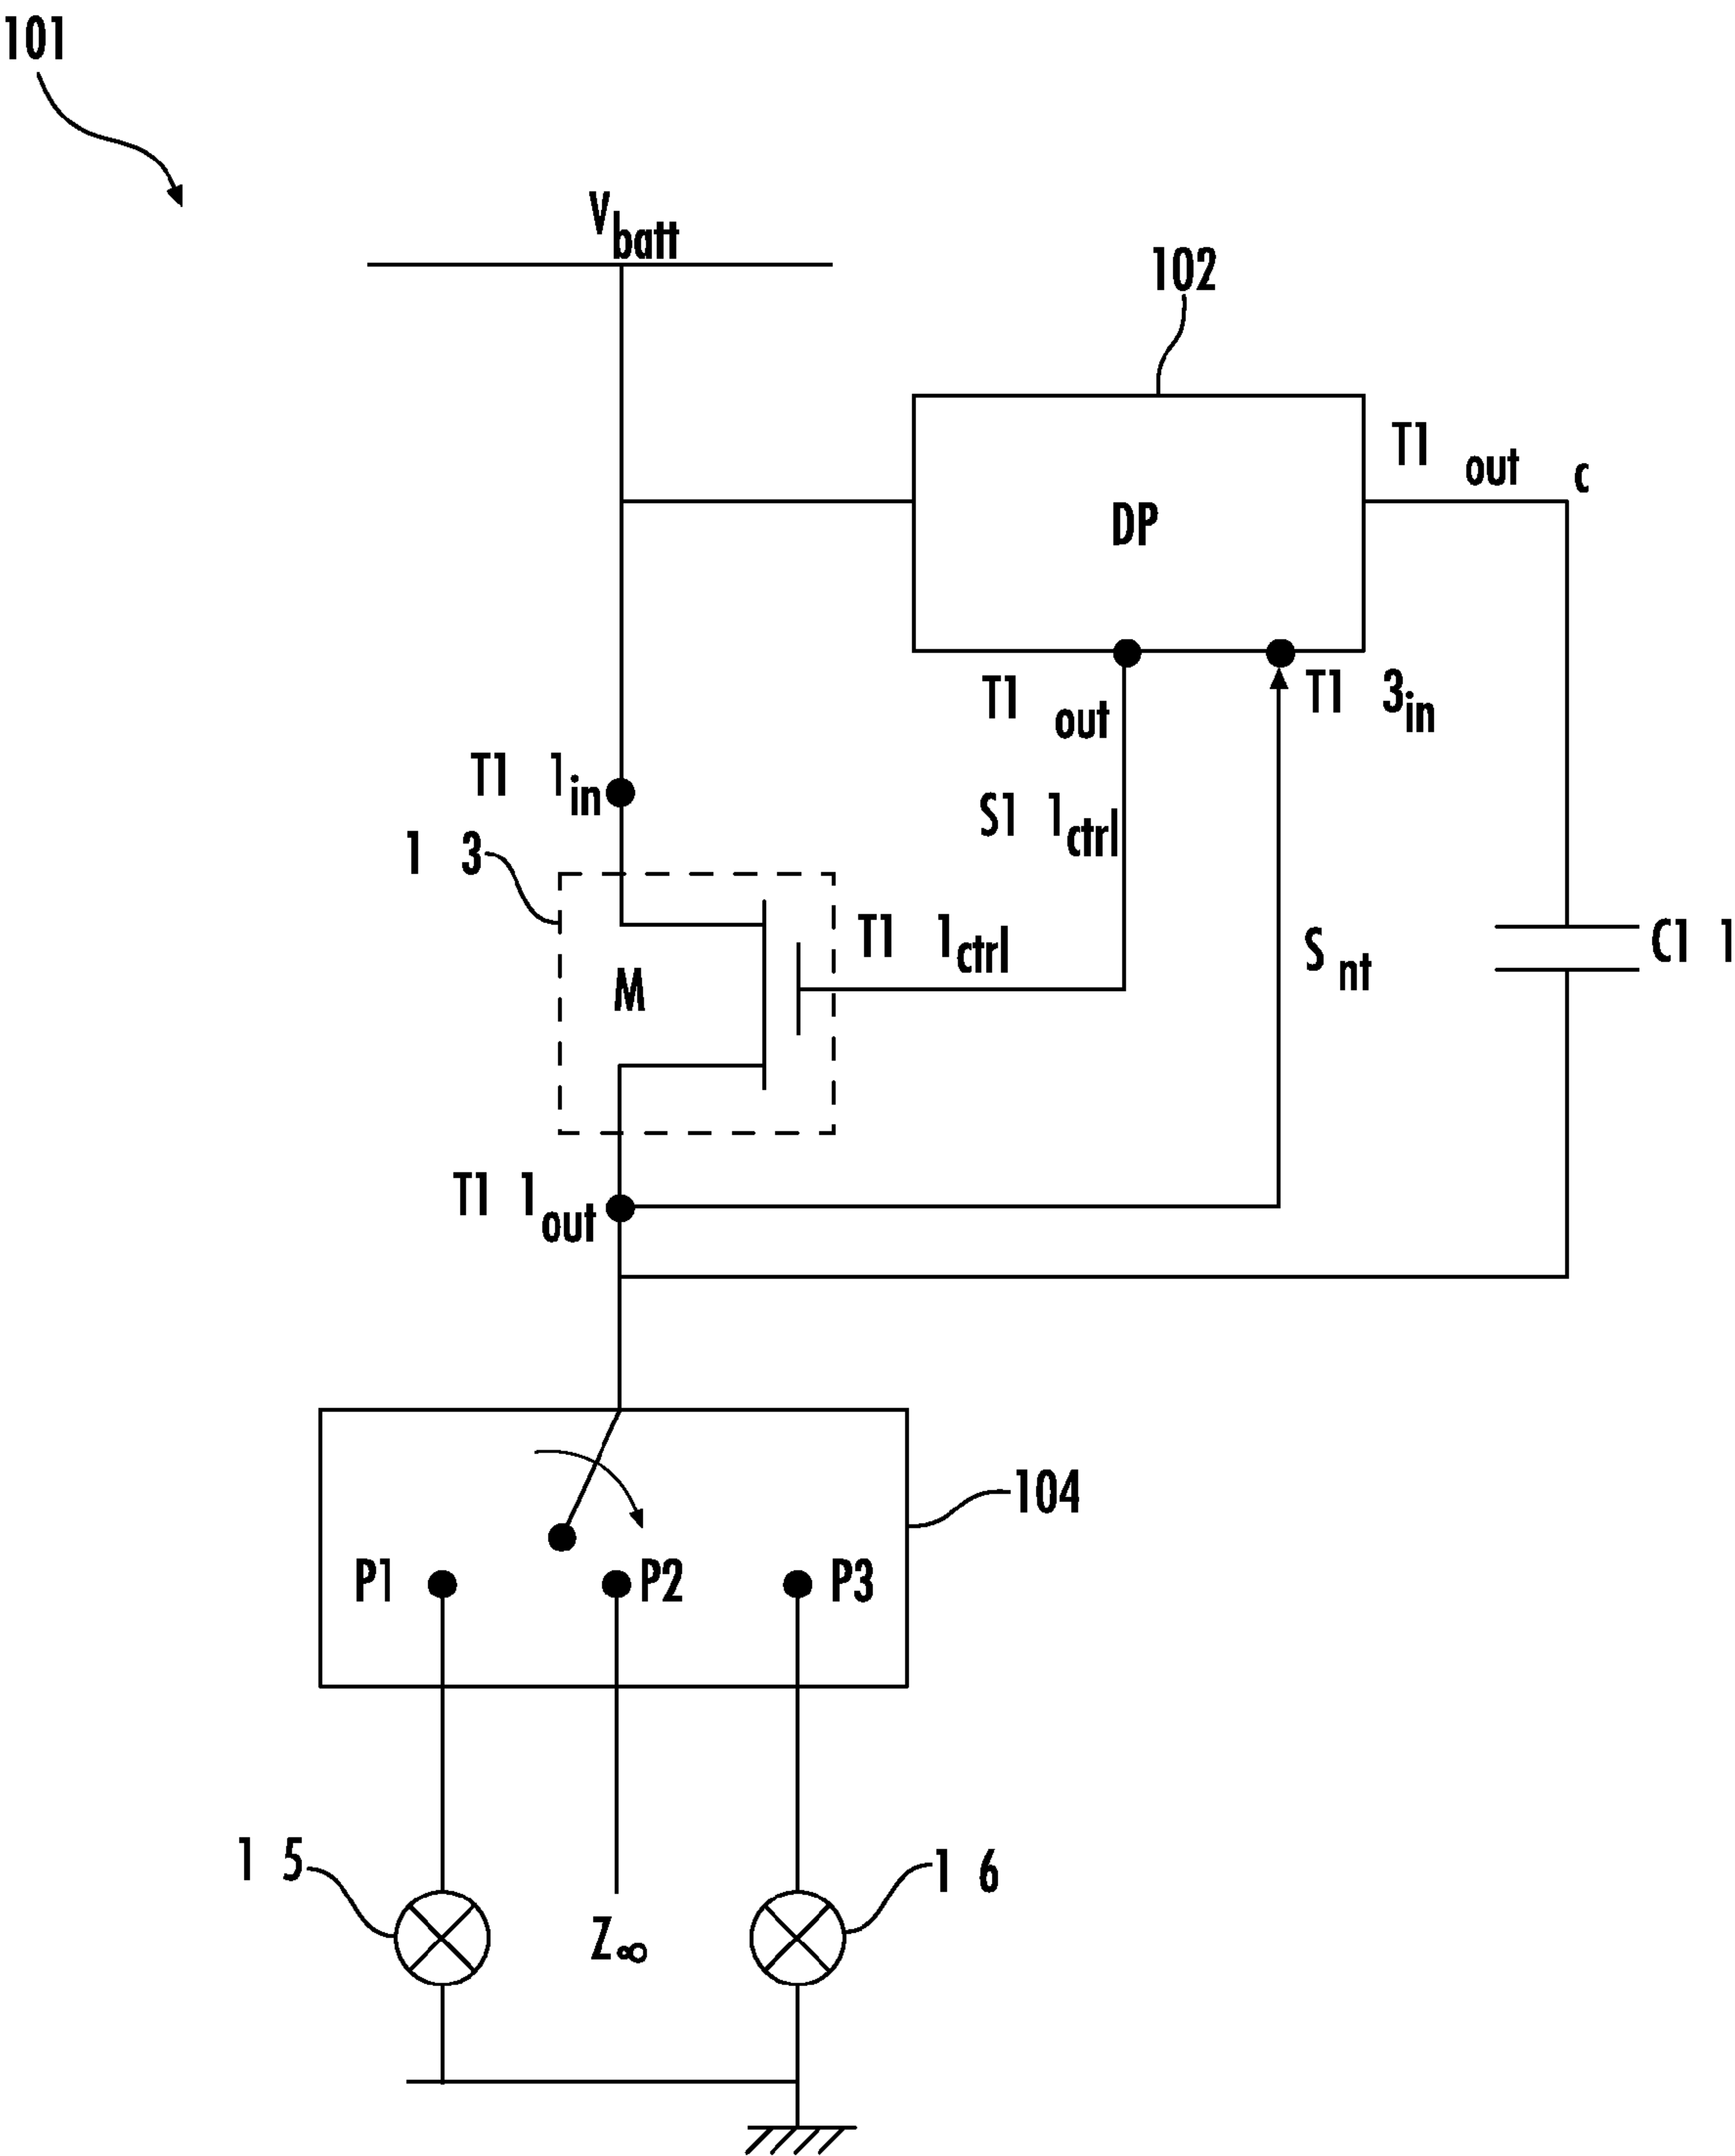 101
Vbatt
102
T1 out c
DP
T1 out
T1 3in
T1 1in
S1 1ctrl
1 3
T1 1ctrl
M
S nt
C1 1
T1 1out
104
P1
P2
P3
1 5
Z∞
1 6